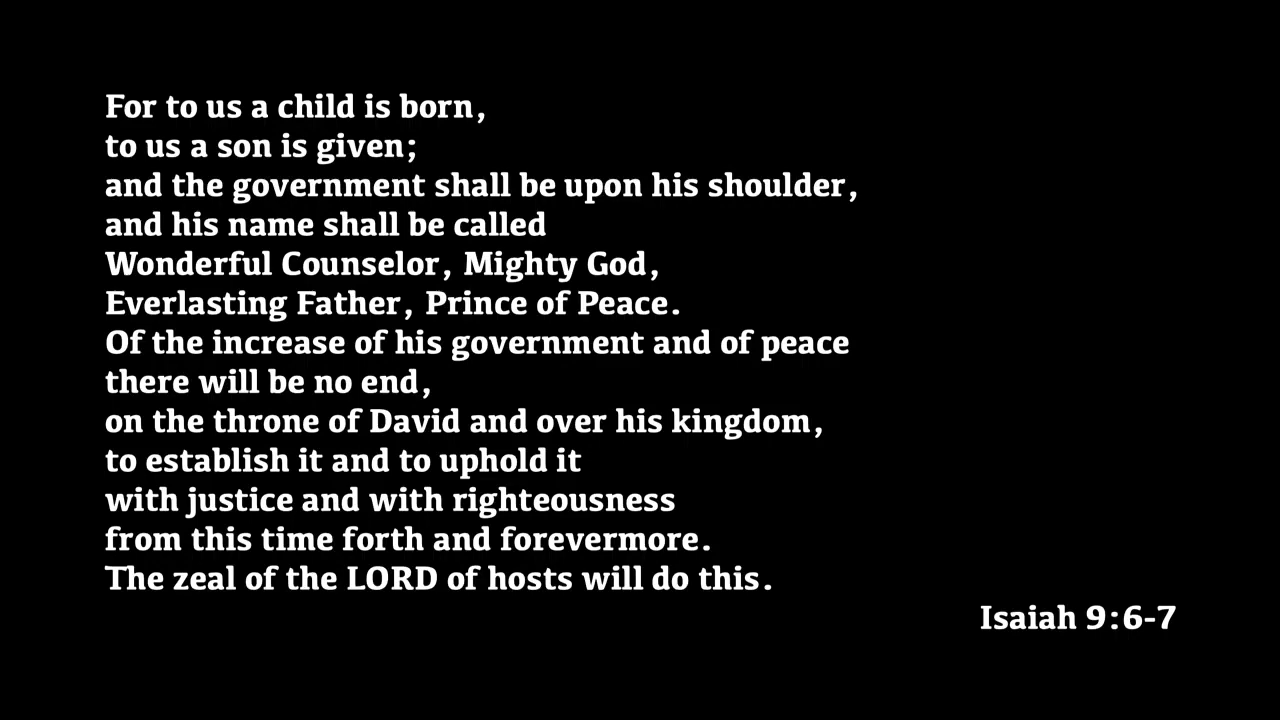 For to us a child is born,
to us a son is given;
and the government shall be upon his shoulder,
and his name shall be called
Wonderful Counselor, Mighty God,
Everlasting Father, Prince of Peace.
Of the increase of his government and of peace
there will be no end,
on the throne of David and over his kingdom,
to establish it and to uphold it
with justice and with righteousness
from this time forth and forevermore.
The zeal of the LORD of hosts will do this.
Isaiah 9:6-7